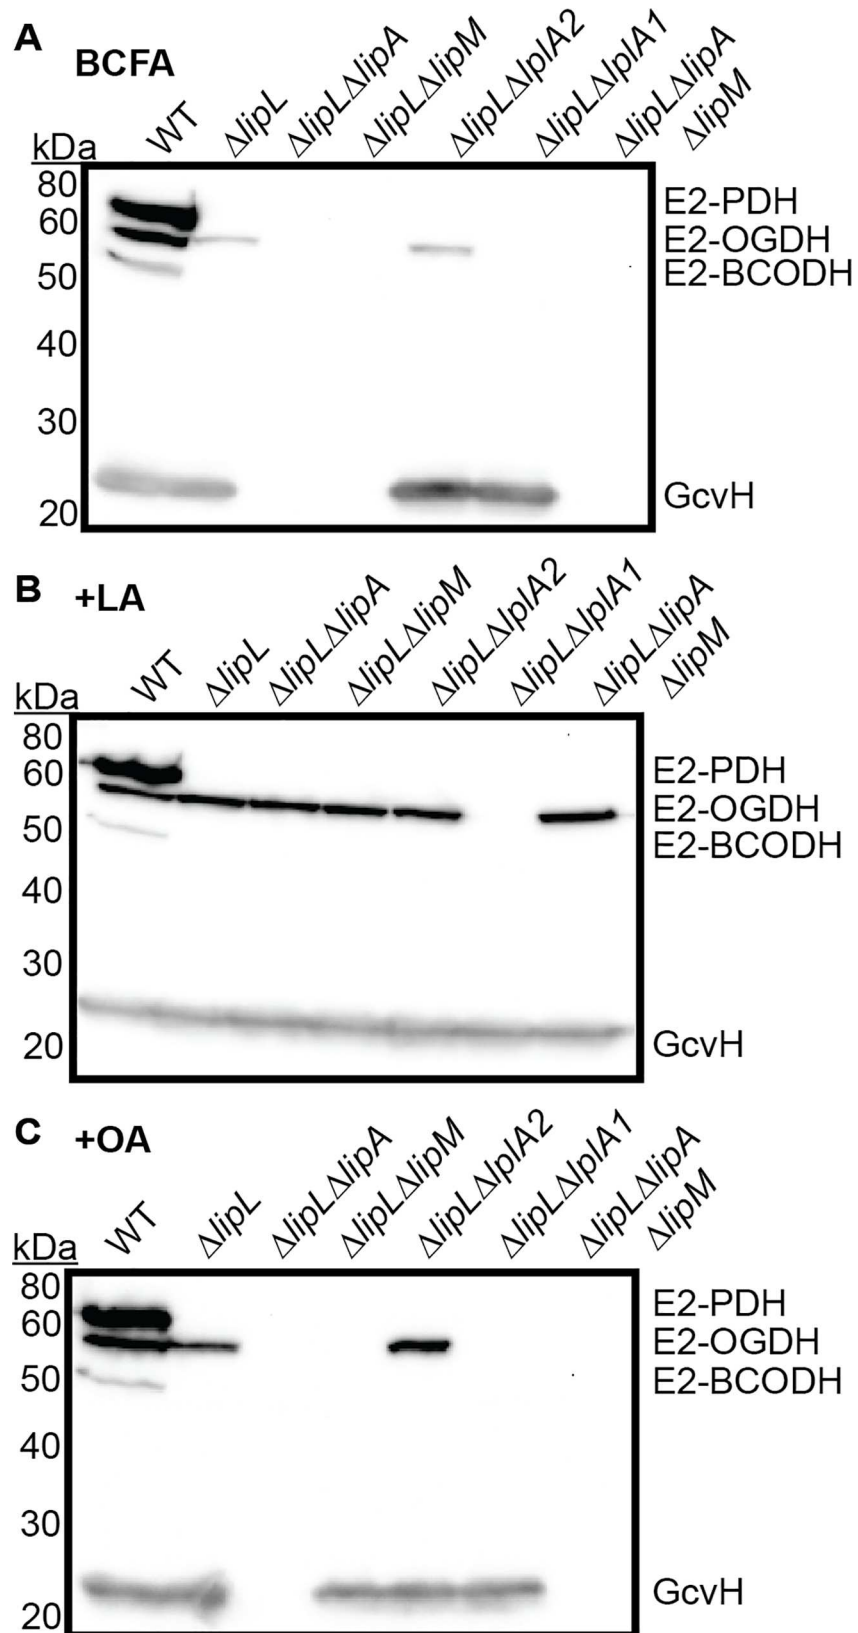 A
BCFA
WT
ΔlipL
ΔlipLΔlipA
ΔlipLΔlipM
ΔlipLΔlplA2
ΔlipLΔlplA1
ΔlipLΔlipA
ΔlipM
kDa
80
60
50
40
30
20
E2-PDH
E2-OGDH
E2-BCODH
GcvH
B
+LA
WT
ΔlipL
ΔlipLΔlipA
ΔlipLΔlipM
ΔlipLΔlplA2
ΔlipLΔlplA1
ΔlipLΔlipA
ΔlipM
kDa
80
60
50
40
30
20
E2-PDH
E2-OGDH
E2-BCODH
GcvH
C
+OA
WT
ΔlipL
ΔlipLΔlipA
ΔlipLΔlipM
ΔlipLΔlplA2
ΔlipLΔlplA1
ΔlipLΔlipA
ΔlipM
kDa
80
60
50
40
30
20
E2-PDH
E2-OGDH
E2-BCODH
GcvH